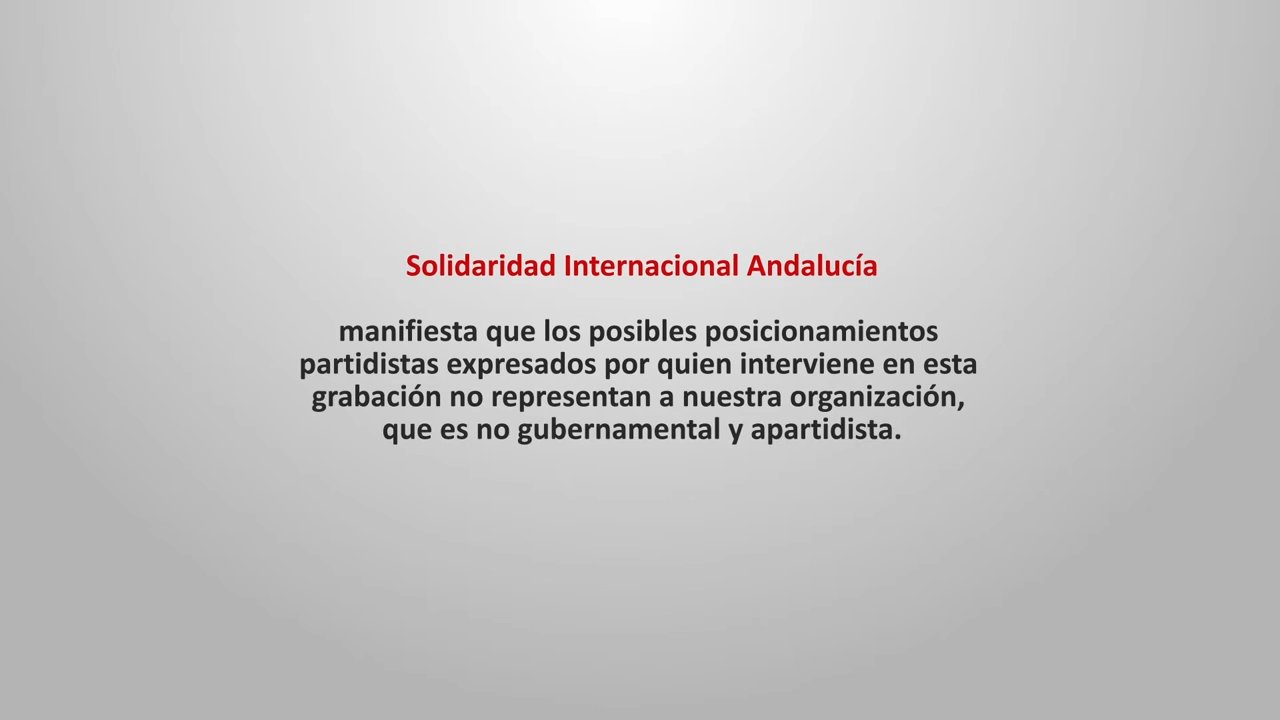 Solidaridad Internacional Andalucía
manifiesta que los posibles posicionamientos
partidistas expresados por quien interviene en esta
grabación no representan a nuestra organización,
que es no gubernamental y apartidista.